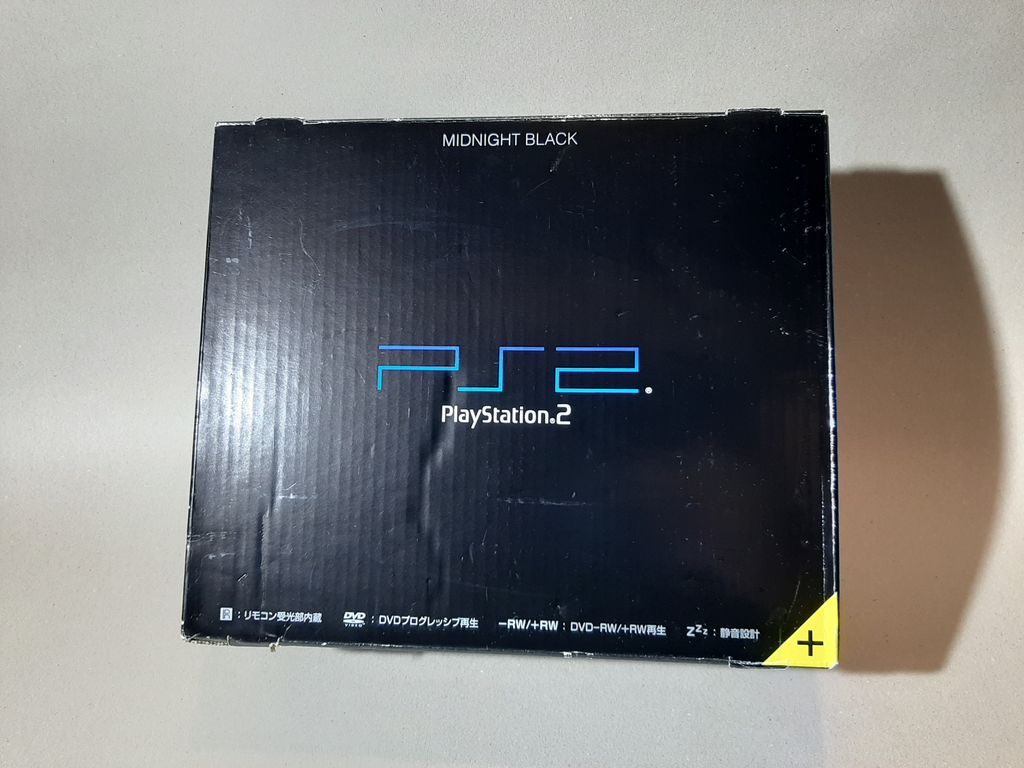 MIDNIGHT BLACK
PS2®
PlayStation®2
R : リモコン受光部内蔵
DVD VIDEO : DVDプログレッシブ再生
−RW/+RW : DVD−RW/+RW再生
ZZZ : 静音設計
+